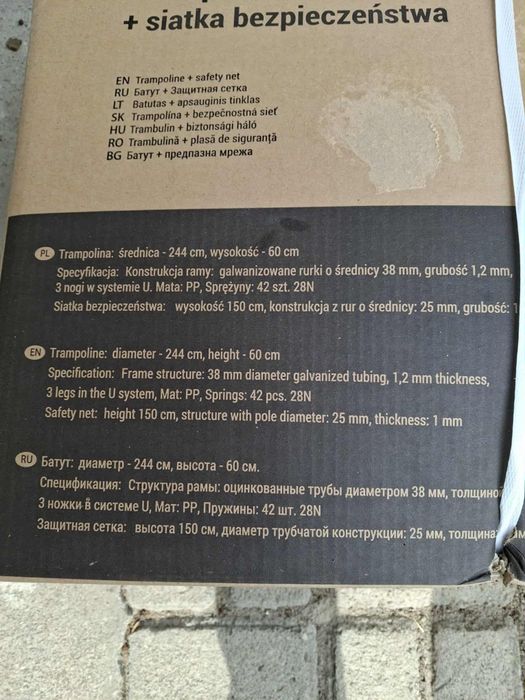 + siatka bezpieczeństwa
EN Trampoline + safety net
RU Батут + Защитная сетка
LT Batutas + apsauginis tinklas
SK Trampolína + bezpečnostná sieť
HU Trambulin + biztonsági háló
RO Trambulină + plasă de siguranță
BG Батут + предпазна мрежа
PL Trampolina: średnica - 244 cm, wysokość - 60 cm
Specyfikacja: Konstrukcja ramy: galwanizowane rurki o średnicy 38 mm, grubość 1,2 mm,
3 nogi w systemie U. Mata: PP, Sprężyny: 42 szt. 28N
Siatka bezpieczeństwa: wysokość 150 cm, konstrukcja z rur o średnicy: 25 mm, grubość: 1
EN Trampoline: diameter - 244 cm, height - 60 cm
Specification: Frame structure: 38 mm diameter galvanized tubing, 1,2 mm thickness,
3 legs in the U system, Mat: PP, Springs: 42 pcs. 28N
Safety net: height 150 cm, structure with pole diameter: 25 mm, thickness: 1 mm
RU Батут: диаметр - 244 см, высота - 60 см.
Спецификация: Структура рамы: оцинкованные трубы диаметром 38 мм, толщиной
3 ножки в системе U, Мат: PP, Пружины: 42 шт. 28N
Защитная сетка: высота 150 см, диаметр трубчатой конструкции: 25 мм, толщина: